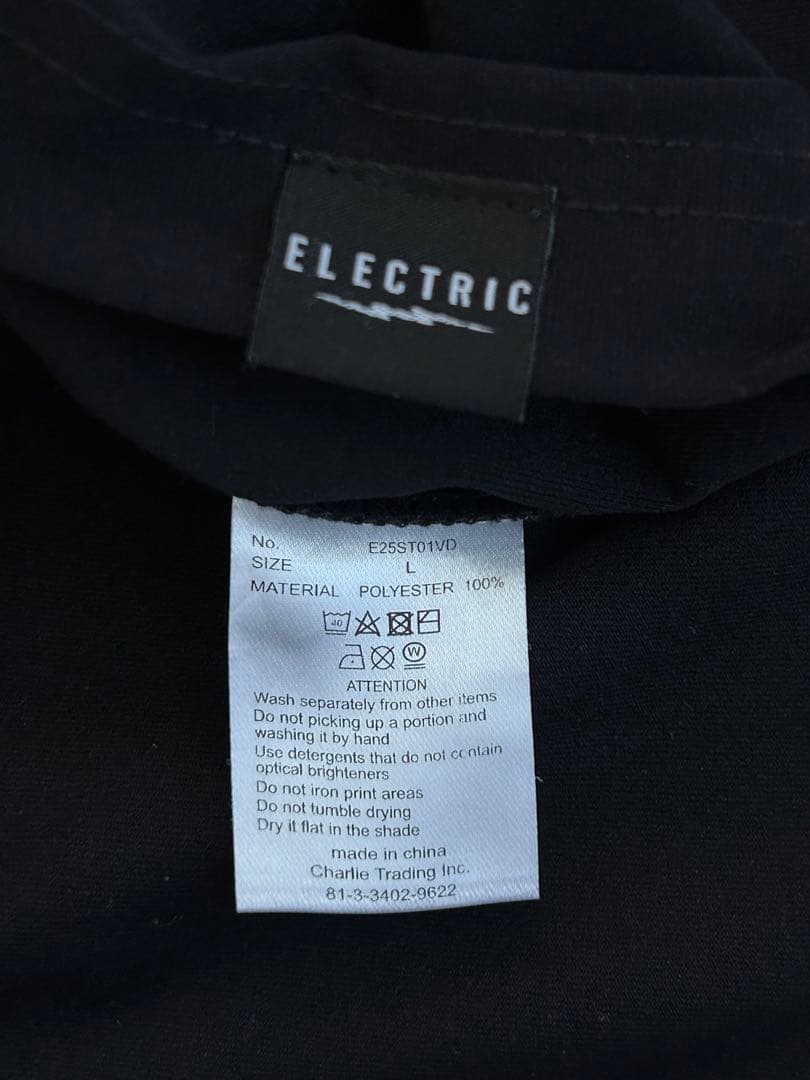 ELECTRIC
No. E25ST01VD
SIZE L
MATERIAL POLYESTER 100%
40
W
ATTENTION
Wash separately from other items
Do not picking up a portion and
washing it by hand
Use detergents that do not contain
optical brighteners
Do not iron print areas
Do not tumble drying
Dry it flat in the shade
made in china
Charlie Trading Inc.
81-3-3402-9622